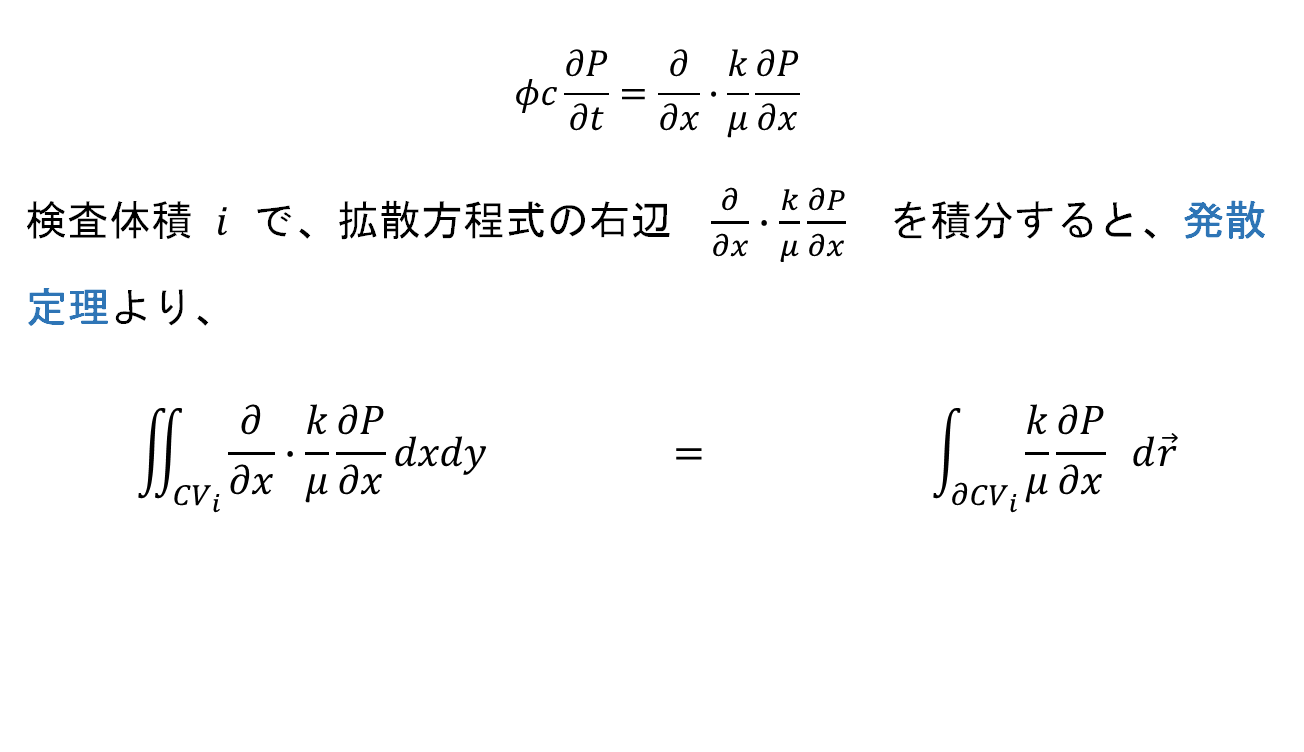 ϕc ∂P/∂t = ∂/∂x · k/μ ∂P/∂x
検査体積 i で、拡散方程式の右辺 ∂/∂x · k/μ ∂P/∂x を積分すると、発散
定理より、
∬_{CV_i} ∂/∂x · k/μ ∂P/∂x dxdy = ∫_{∂CV_i} k/μ ∂P/∂x dr⃗